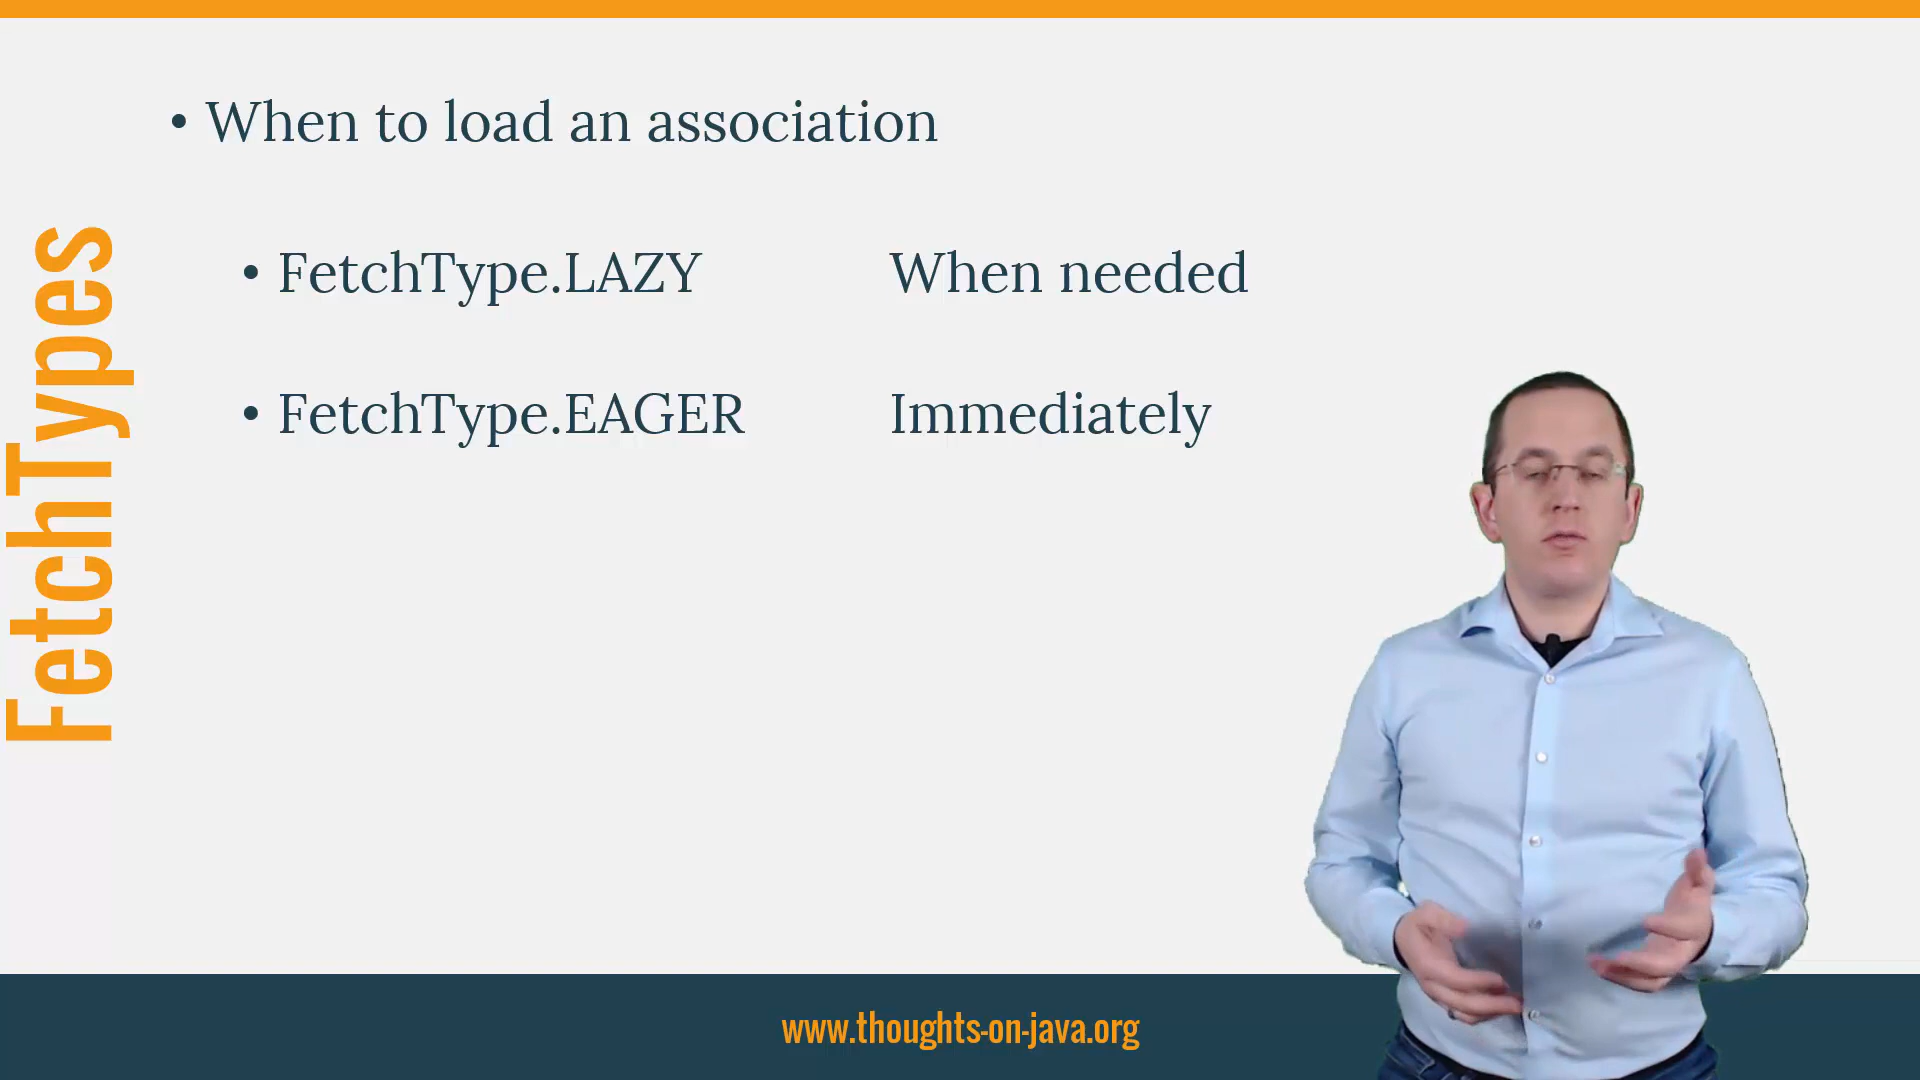 FetchTypes
• When to load an association
• FetchType.LAZY When needed
• FetchType.EAGER Immediately
www.thoughts-on-java.org